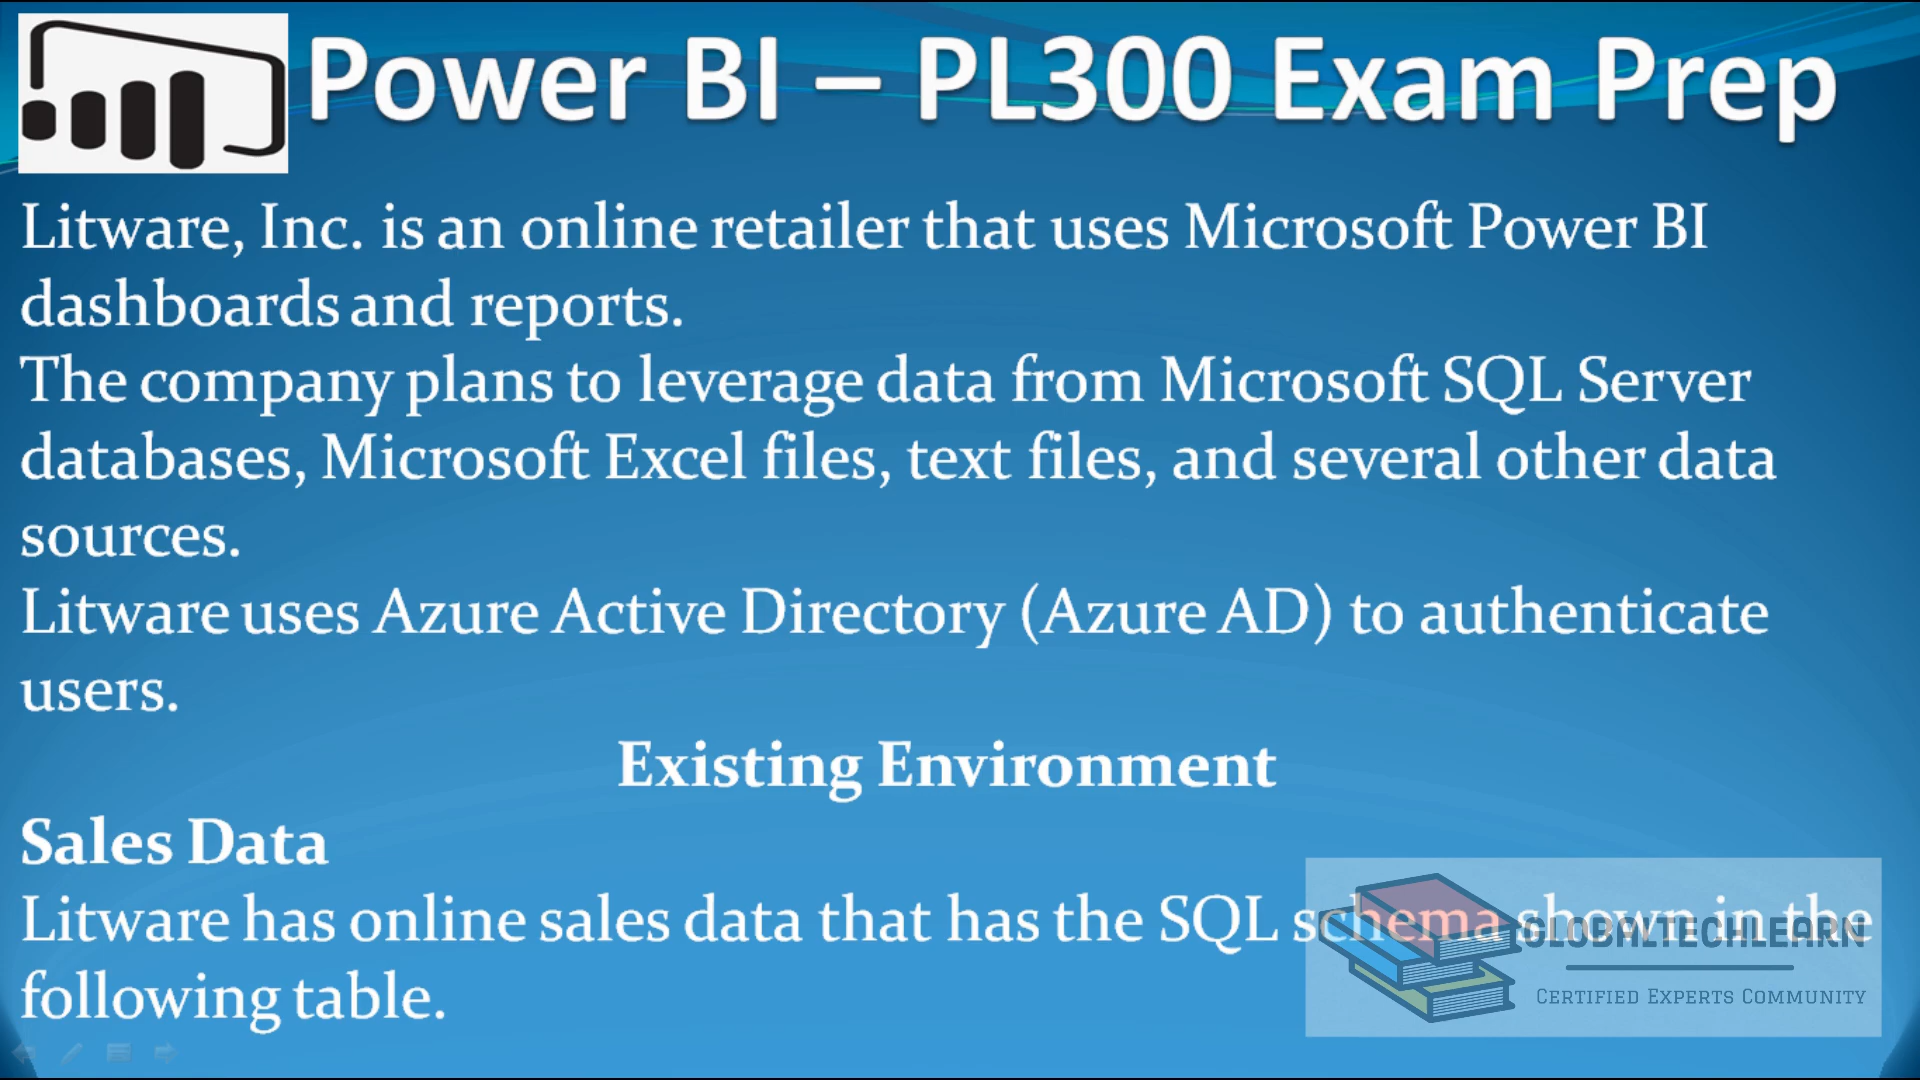 Power BI – PL300 Exam Prep
Litware, Inc. is an online retailer that uses Microsoft Power BI
dashboards and reports.
The company plans to leverage data from Microsoft SQL Server
databases, Microsoft Excel files, text files, and several other data
sources.
Litware uses Azure Active Directory (Azure AD) to authenticate
users.
Existing Environment
Sales Data
Litware has online sales data that has the SQL schema shown in the
following table.
GLOBALTECHLEARN
CERTIFIED EXPERTS COMMUNITY